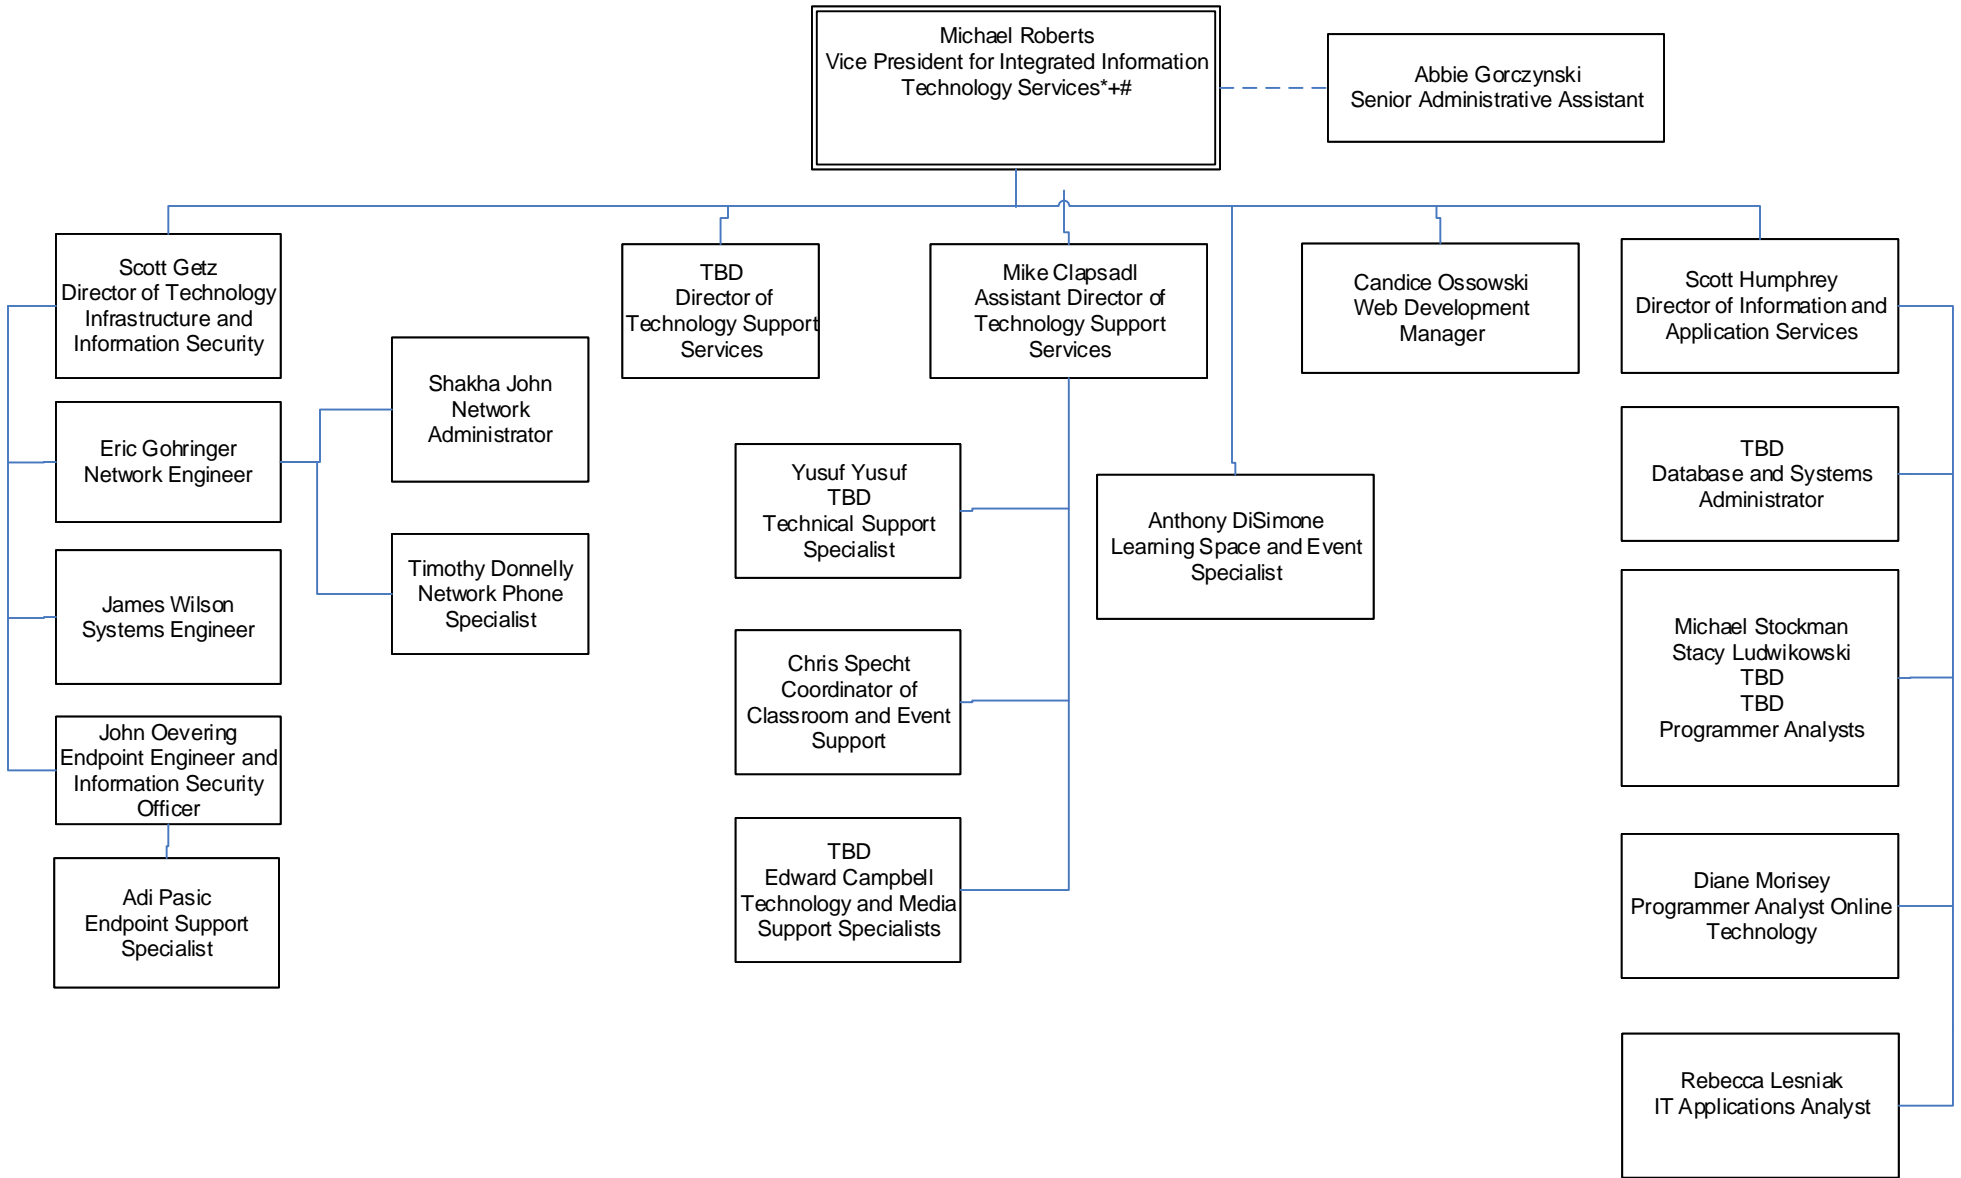 Michael Roberts
Vice President for Integrated Information
Technology Services*+#
Abbie Gorczynski
Senior Administrative Assistant
Scott Getz
Director of Technology
Infrastructure and
Information Security
TBD
Director of
Technology Support
Services
Mike Clapsadl
Assistant Director of
Technology Support
Services
Candice Ossowski
Web Development
Manager
Scott Humphrey
Director of Information and
Application Services
Shakha John
Network
Administrator
Eric Gohringer
Network Engineer
Yusuf Yusuf
TBD
Technical Support
Specialist
Anthony DiSimone
Learning Space and Event
Specialist
TBD
Database and Systems
Administrator
James Wilson
Systems Engineer
Timothy Donnelly
Network Phone
Specialist
Chris Specht
Coordinator of
Classroom and Event
Support
Michael Stockman
Stacy Ludwikowski
TBD
TBD
Programmer Analysts
John Oevering
Endpoint Engineer and
Information Security
Officer
TBD
Edward Campbell
Technology and Media
Support Specialists
Diane Morisey
Programmer Analyst Online
Technology
Adi Pasic
Endpoint Support
Specialist
Rebecca Lesniak
IT Applications Analyst